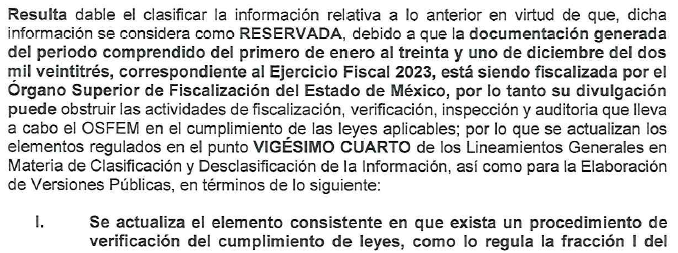 Resulta dable el clasificar la información relativa a lo anterior en virtud de que, dicha
información se considera como RESERVADA, debido a que la documentación generada
del periodo comprendido del primero de enero al treinta y uno de diciembre del dos
mil veintitrés, correspondiente al Ejercicio Fiscal 2023, está siendo fiscalizada por el
Órgano Superior de Fiscalización del Estado de México, por lo tanto su divulgación
puede obstruir las actividades de fiscalización, verificación, inspección y auditoria que lleva
a cabo el OSFEM en el cumplimiento de las leyes aplicables; por lo que se actualizan los
elementos regulados en el punto VIGÉSIMO CUARTO de los Lineamientos Generales en
Materia de Clasificación y Desclasificación de la Información, así como para la Elaboración
de Versiones Públicas, en términos de lo siguiente:
I. Se actualiza el elemento consistente en que exista un procedimiento de
verificación del cumplimiento de leyes, como lo regula la fracción I del